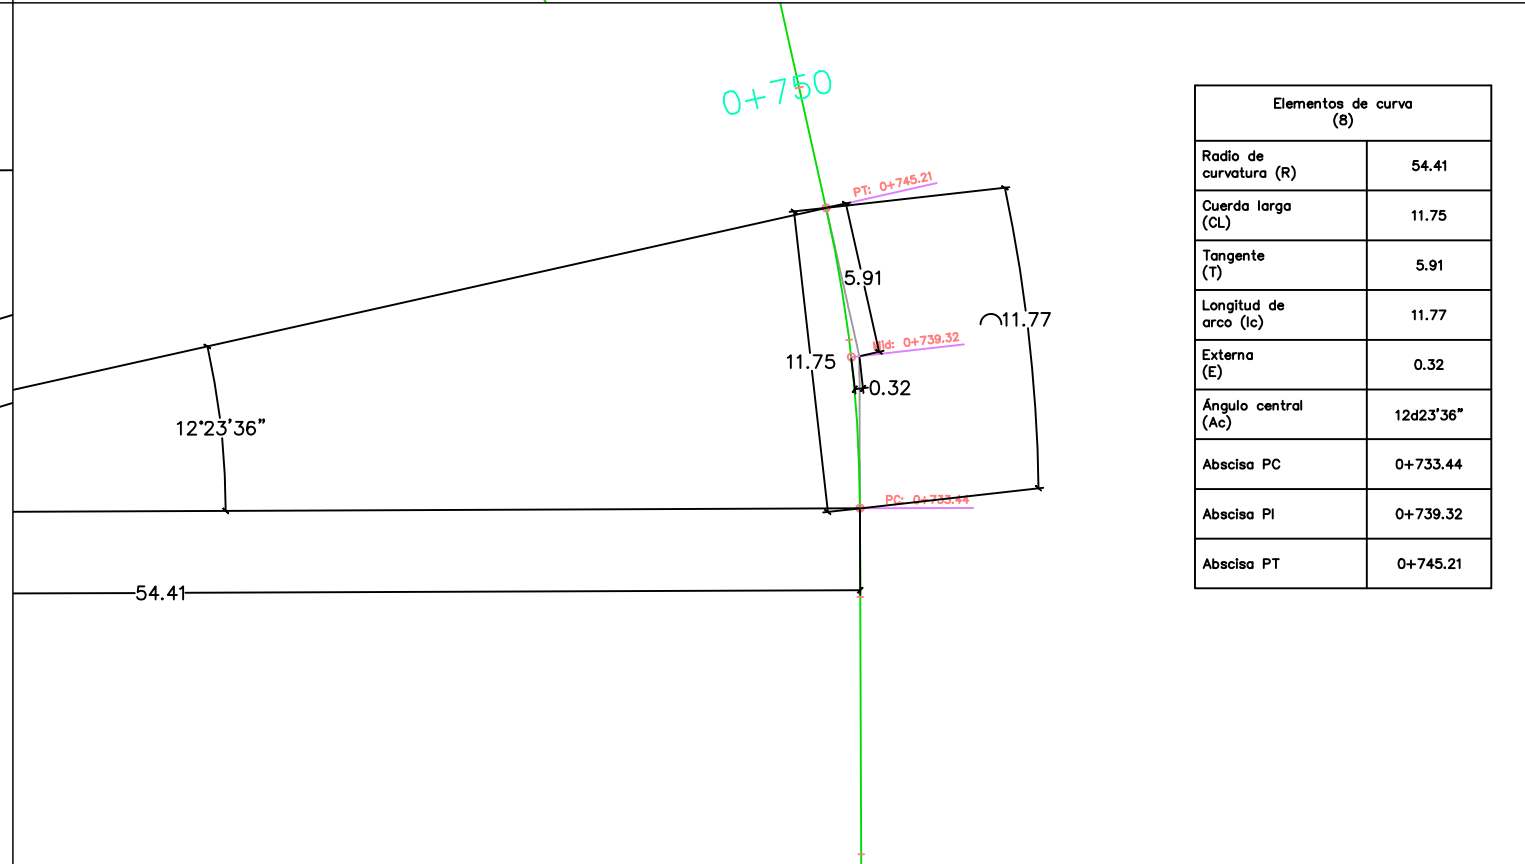 0+750
PT: 0+745.21
5.91
11.77
Mid: 0+739.32
11.75
0.32
12°23'36"
PC: 0+733.44
54.41
Elementos de curva
(8)
Radio de
curvatura (R)
54.41
Cuerda larga
(CL)
11.75
Tangente
(T)
5.91
Longitud de
arco (lc)
11.77
Externa
(E)
0.32
Ángulo central
(Ac)
12d23'36"
Abscisa PC
0+733.44
Abscisa PI
0+739.32
Abscisa PT
0+745.21